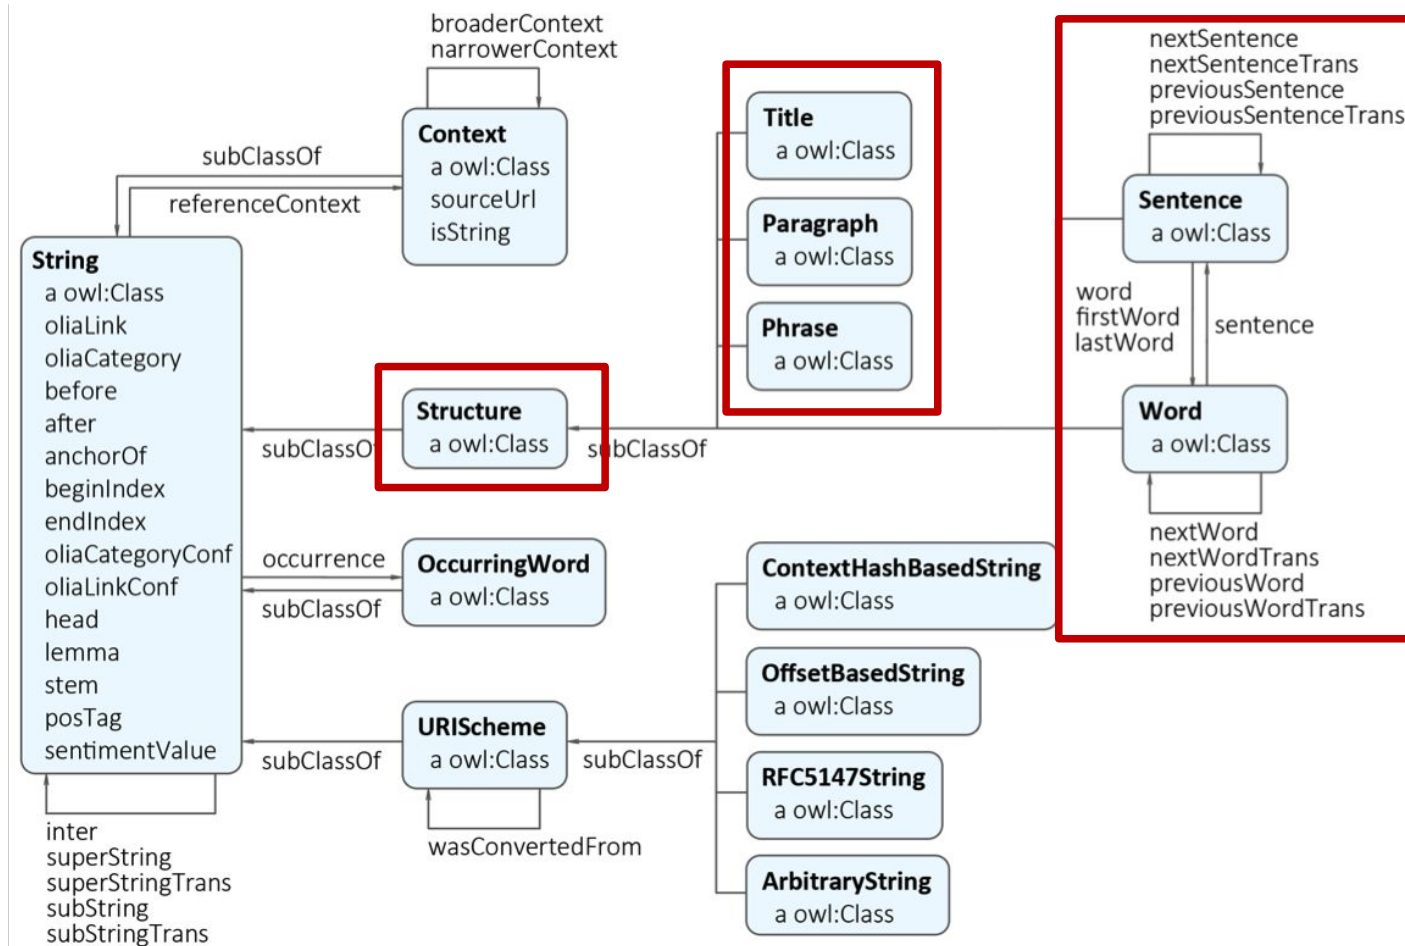 broaderContext
narrowerContext
Context
a owl:Class
sourceUrl
isString
subClassOf
referenceContext
String
a owl:Class
oliaLink
oliaCategory
before
after
anchorOf
beginIndex
endIndex
oliaCategoryConf
oliaLinkConf
head
lemma
stem
posTag
sentimentValue
inter
superString
superStringTrans
subString
subStringTrans
subClassOf
Structure
a owl:Class
subClassOf
Title
a owl:Class
Paragraph
a owl:Class
Phrase
a owl:Class
nextSentence
nextSentenceTrans
previousSentence
previousSentenceTrans
Sentence
a owl:Class
word
firstWord
lastWord
sentence
Word
a owl:Class
nextWord
nextWordTrans
previousWord
previousWordTrans
occurrence
subClassOf
OccurringWord
a owl:Class
subClassOf
URIScheme
a owl:Class
wasConvertedFrom
subClassOf
ContextHashBasedString
a owl:Class
OffsetBasedString
a owl:Class
RFC5147String
a owl:Class
ArbitraryString
a owl:Class